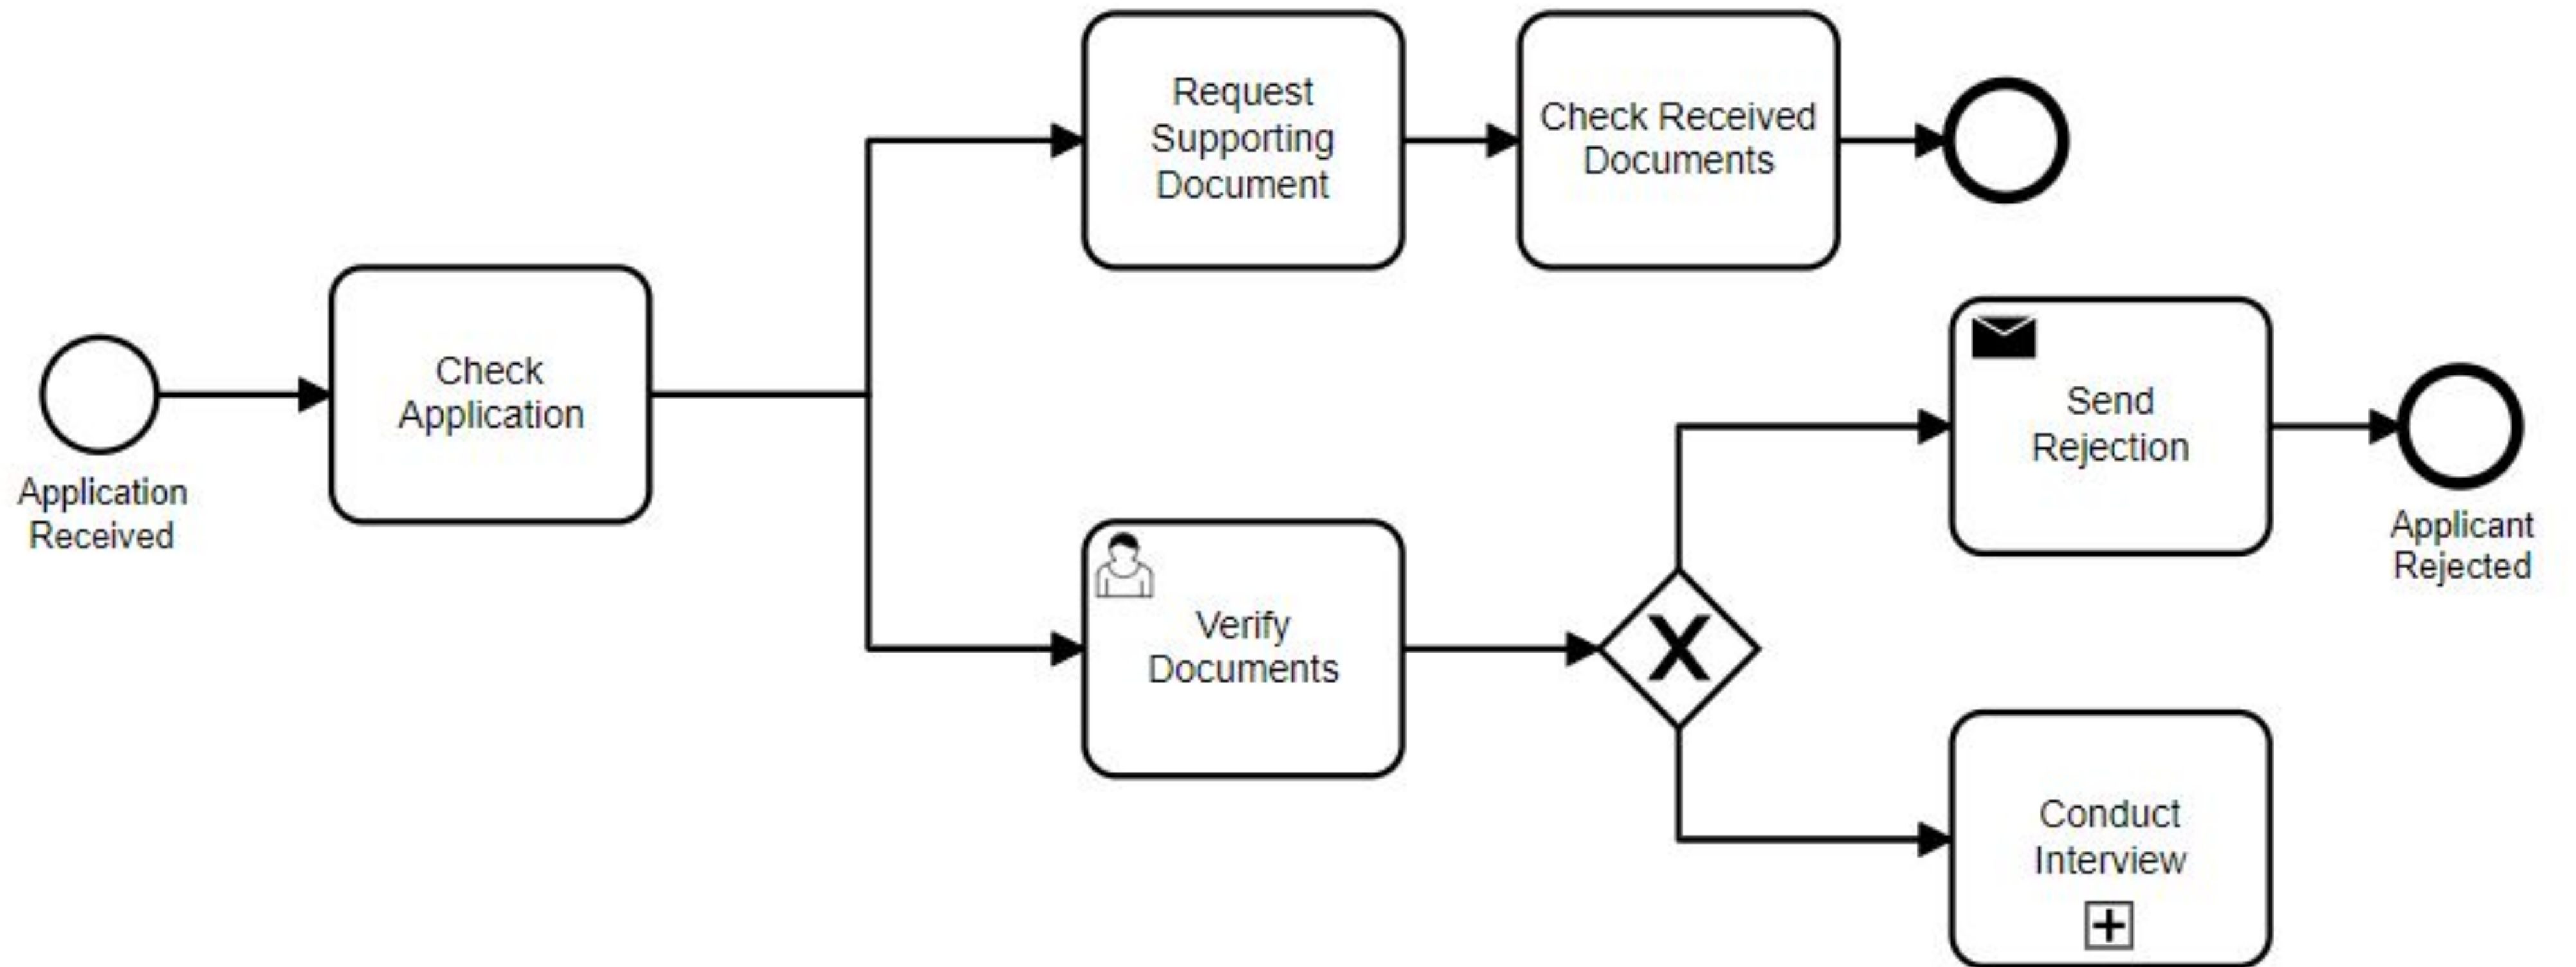 Request
Supporting
Document
Check Received
Documents
Check
Application
Application
Received
Send
Rejection
Applicant
Rejected
Verify
Documents
X
Conduct
Interview